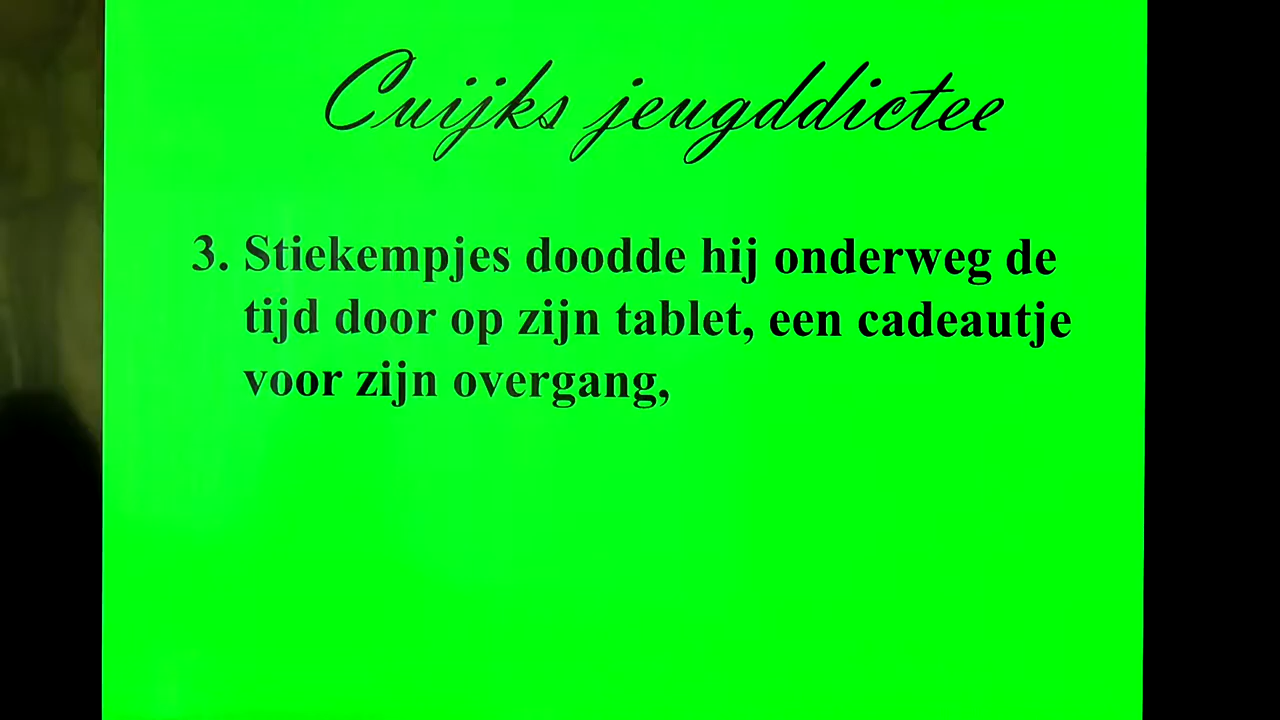 Cuijks jeugddictee
3. Stiekempjes doodde hij onderweg de
tijd door op zijn tablet, een cadeautje
voor zijn overgang,